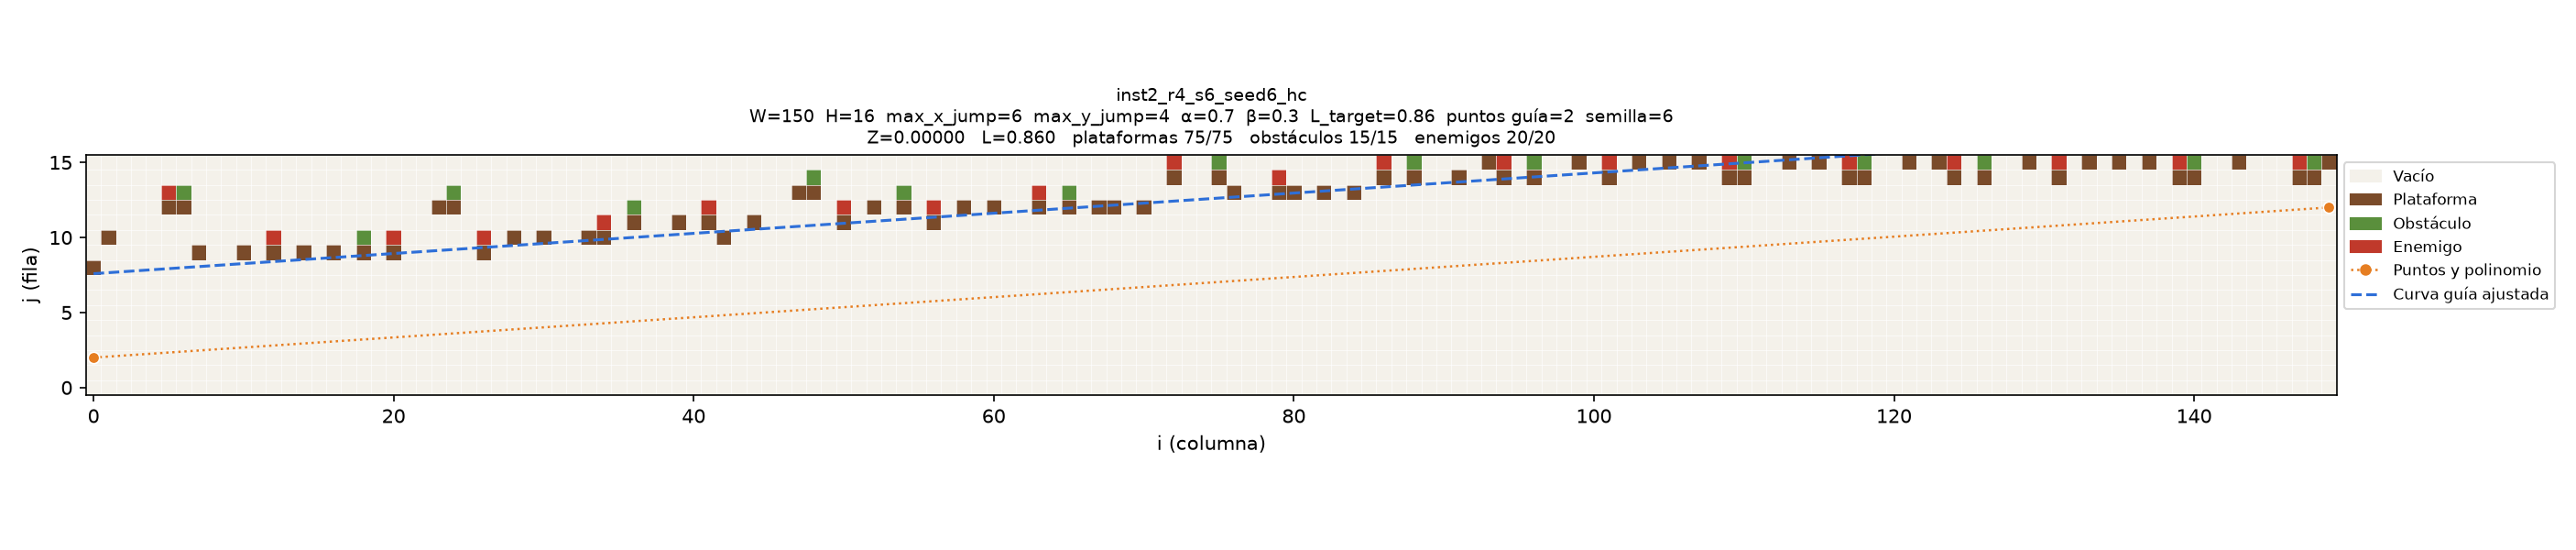 inst2_r4_s6_seed6_hc
W=150  H=16  max_x_jump=6  max_y_jump=4  α=0.7  β=0.3  L_target=0.86  puntos guía=2  semilla=6
Z=0.00000   L=0.860   plataformas 75/75   obstáculos 15/15   enemigos 20/20
15
10
5
0
j (fila)
0 20 40 60 80 100 120 140
i (columna)
Vacío
Plataforma
Obstáculo
Enemigo
Puntos y polinomio
Curva guía ajustada